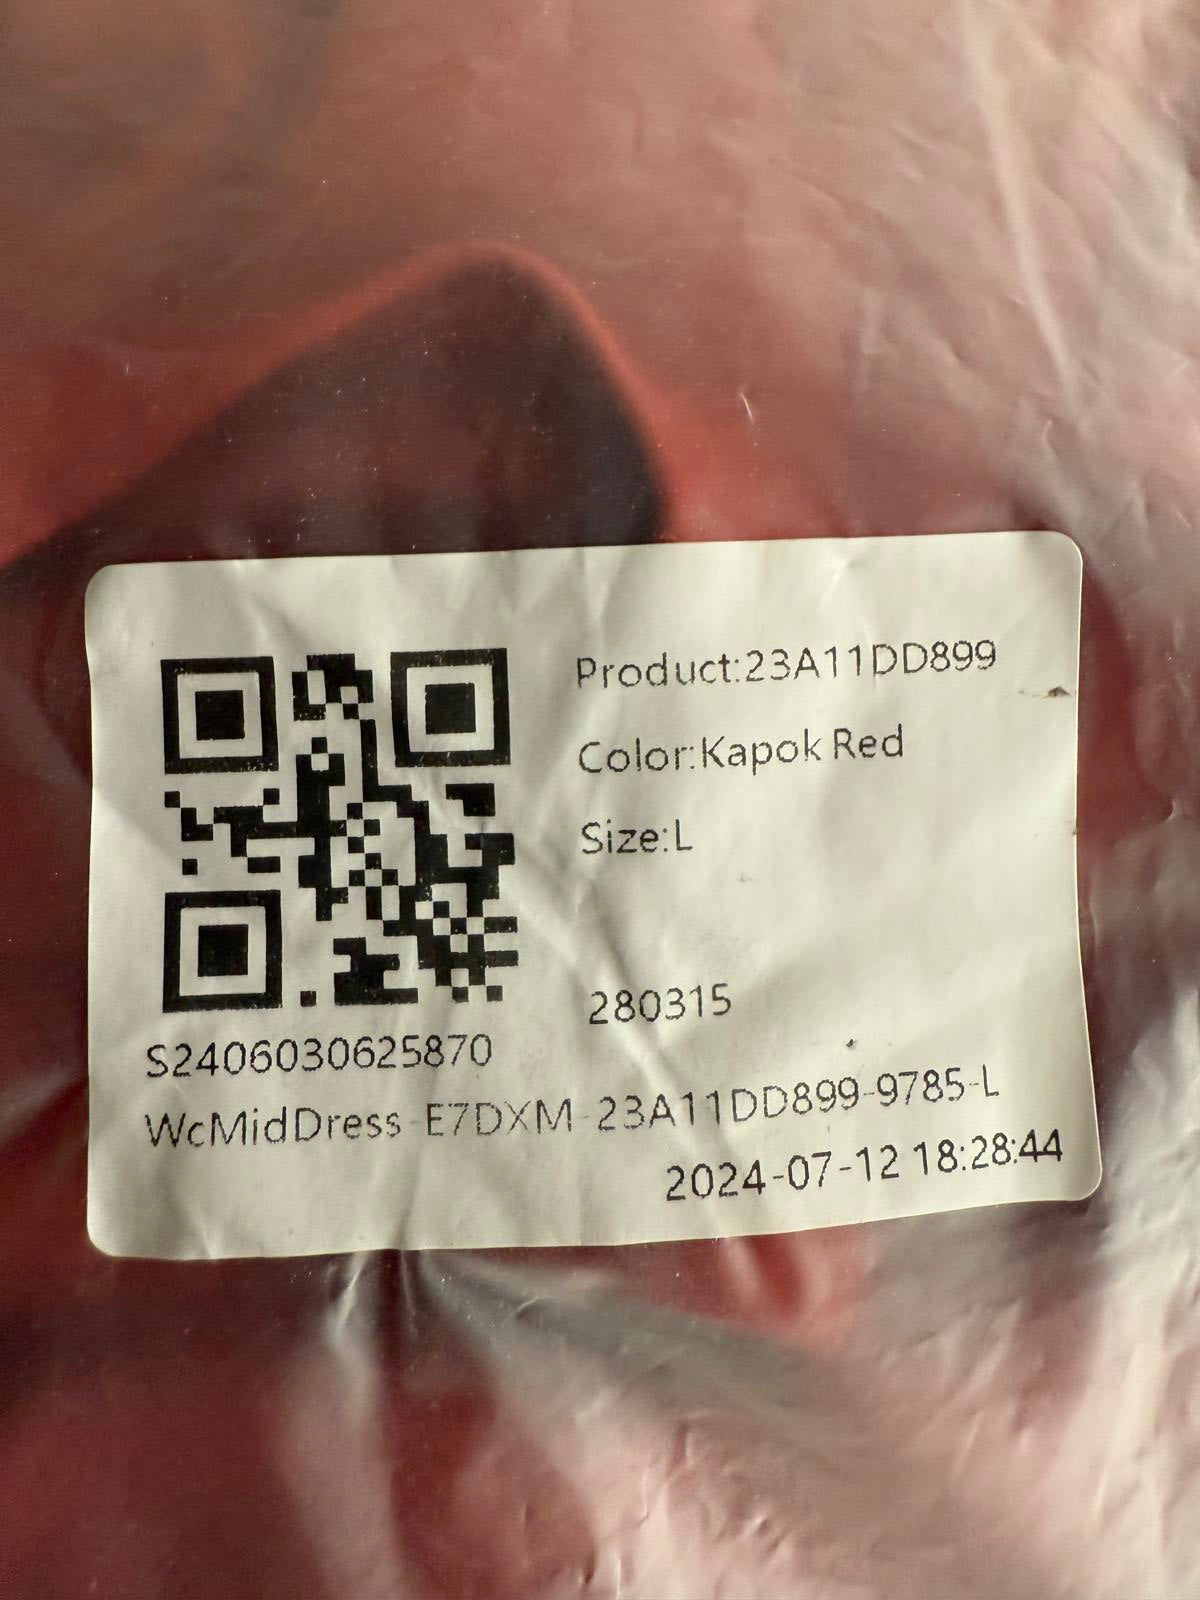 Product:23A11DD899
Color:Kapok Red
Size:L
280315
S2406030625870
WcMidDress-E7DXM-23A11DD899-9785-L
2024-07-12 18:28:44